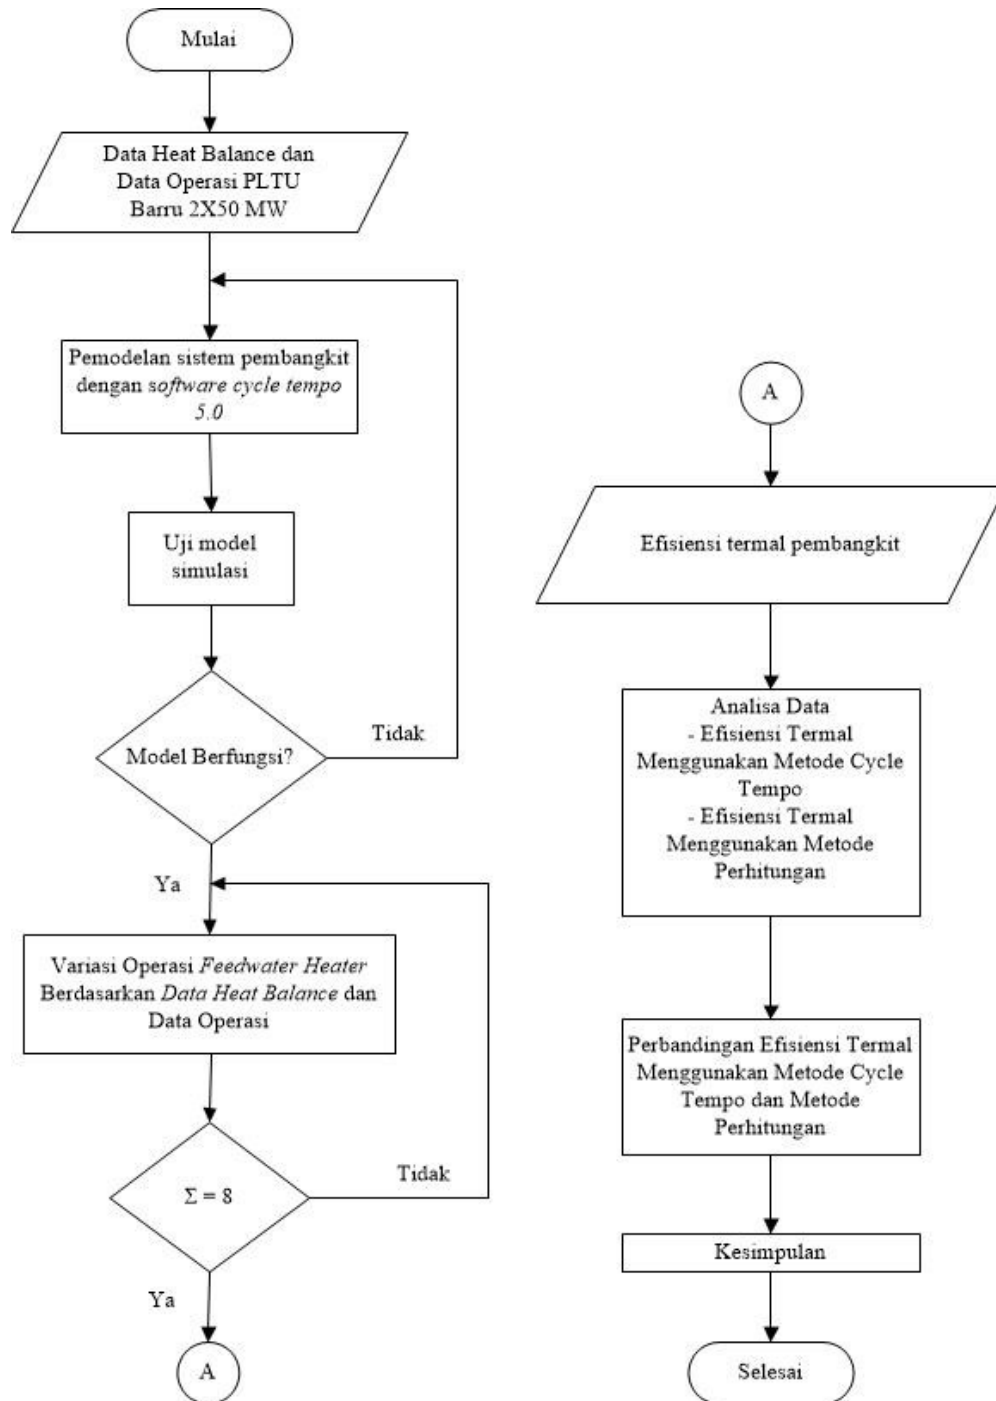 Mulai
Data Heat Balance dan
Data Operasi PLTU
Barru 2X50 MW
Pemodelan sistem pembangkit
dengan software cycle tempo
5.0
Uji model
simulasi
Model Berfungsi?
Tidak
Ya
Variasi Operasi Feedwater Heater
Berdasarkan Data Heat Balance dan
Data Operasi
Σ = 8
Tidak
Ya
A
A
Efisiensi termal pembangkit
Analisa Data
- Efisiensi Termal
Menggunakan Metode Cycle
Tempo
- Efisiensi Termal
Menggunakan Metode
Perhitungan
Perbandingan Efisiensi Termal
Menggunakan Metode Cycle
Tempo dan Metode
Perhitungan
Kesimpulan
Selesai